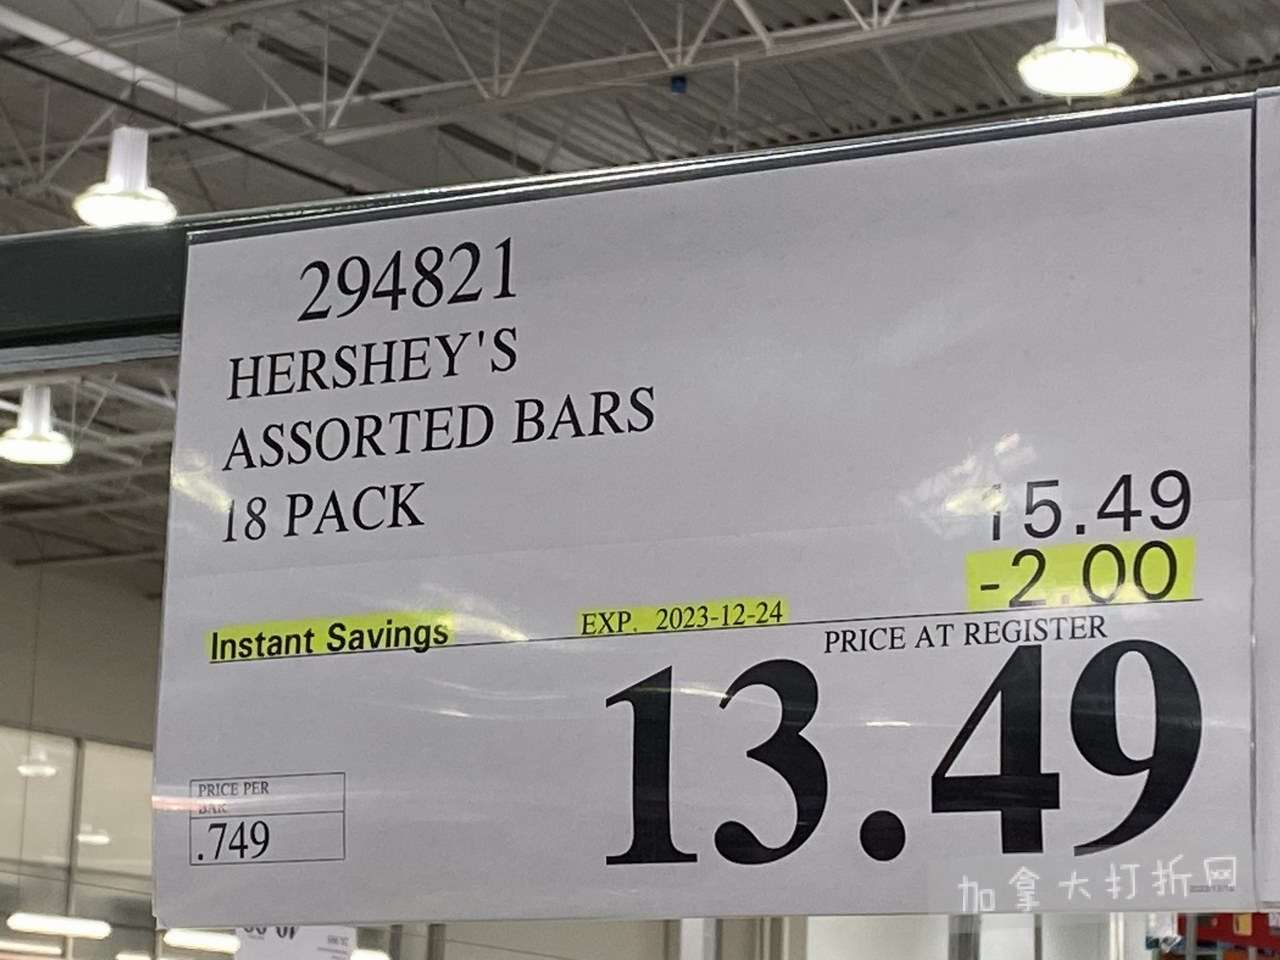 294821
HERSHEY'S
ASSORTED BARS
18 PACK
15.49
-2.00
Instant Savings
EXP. 2023-12-24
PRICE AT REGISTER
13.49
PRICE PER
BAR
.749
加拿大打折网